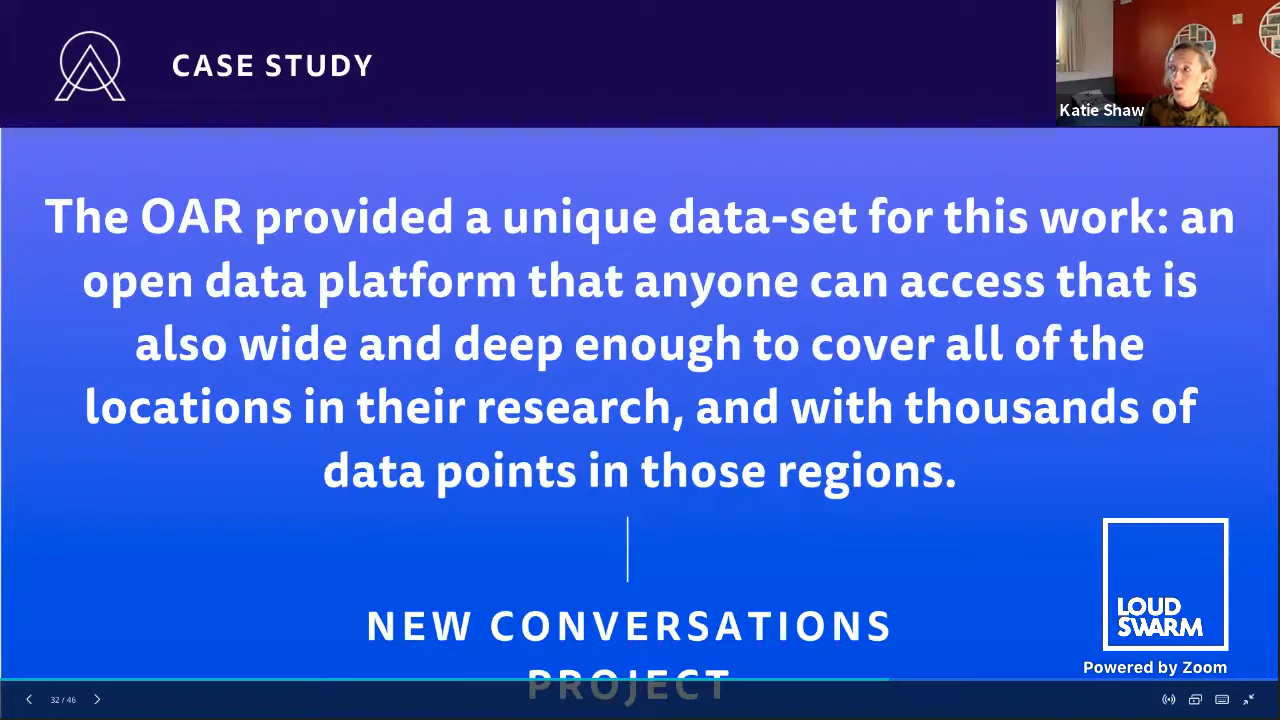 CASE STUDY
Katie Shaw
The OAR provided a unique data-set for this work: an
open data platform that anyone can access that is
also wide and deep enough to cover all of the
locations in their research, and with thousands of
data points in those regions.
NEW CONVERSATIONS
PROJECT
LOUD
SWARM
Powered by Zoom
32 / 46